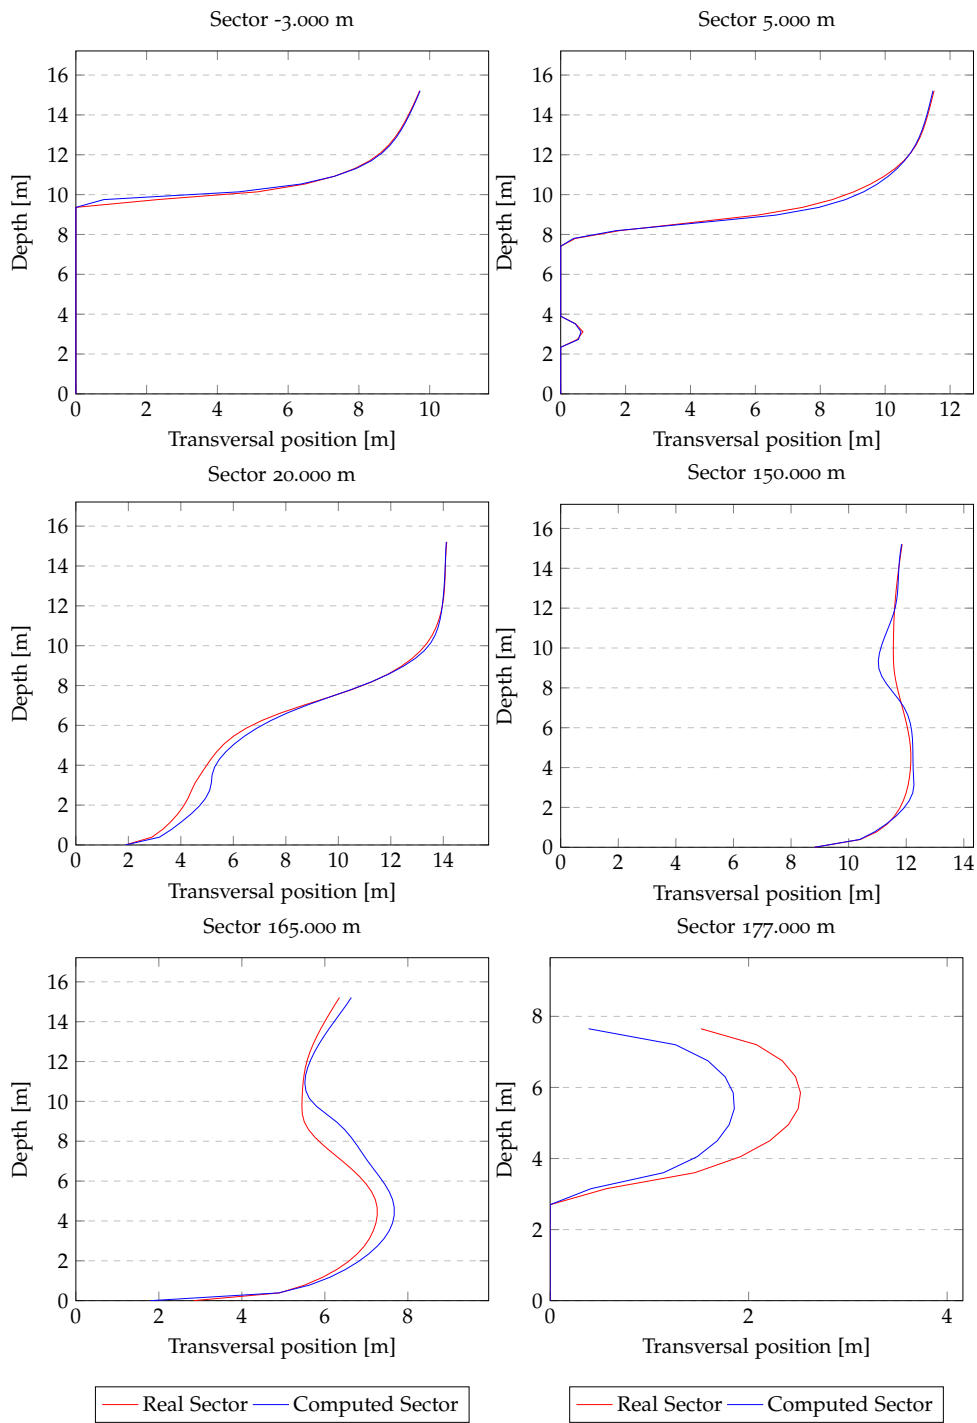 Sector -3.000 m
Depth [m]
16
14
12
10
8
6
4
2
0
0 2 4 6 8 10
Transversal position [m]
Sector 5.000 m
Depth [m]
16
14
12
10
8
6
4
2
0
0 2 4 6 8 10 12
Transversal position [m]
Sector 20.000 m
Depth [m]
16
14
12
10
8
6
4
2
0
0 2 4 6 8 10 12 14
Transversal position [m]
Sector 150.000 m
Depth [m]
16
14
12
10
8
6
4
2
0
0 2 4 6 8 10 12 14
Transversal position [m]
Sector 165.000 m
Depth [m]
16
14
12
10
8
6
4
2
0
0 2 4 6 8
Transversal position [m]
Sector 177.000 m
Depth [m]
8
6
4
2
0
0 2 4
Transversal position [m]
Real Sector Computed Sector
Real Sector Computed Sector